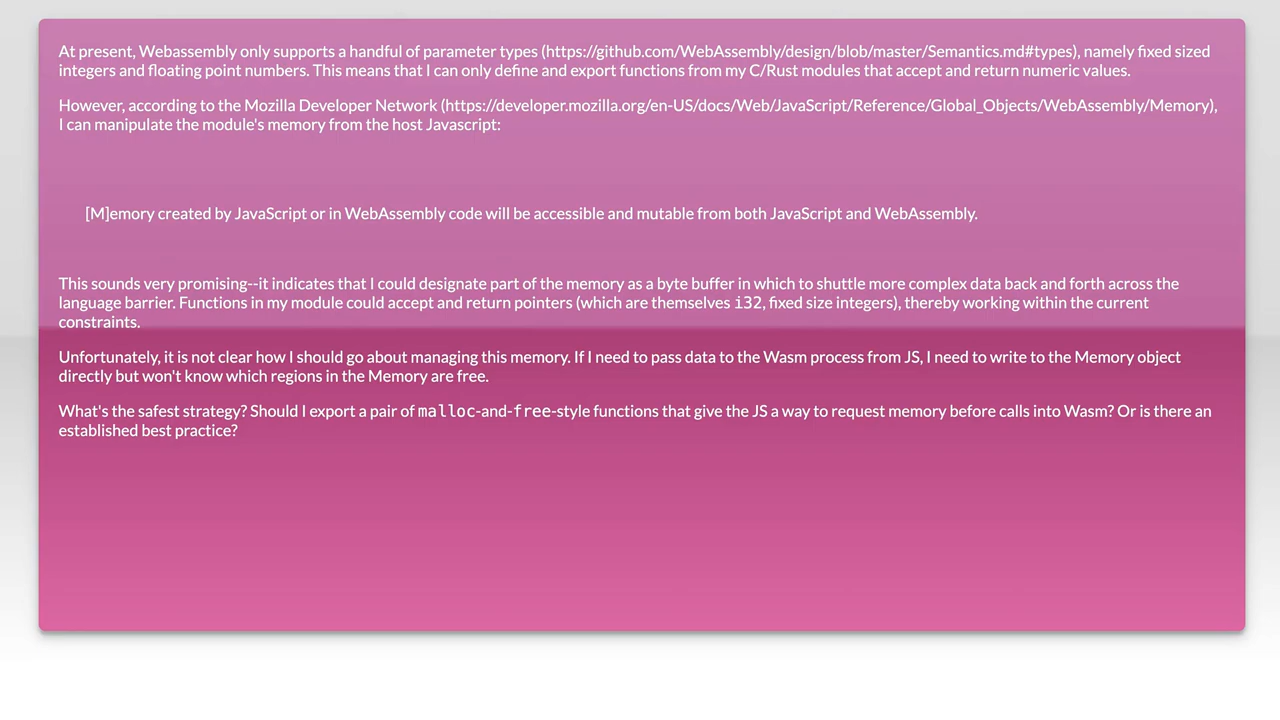 At present, Webassembly only supports a handful of parameter types (https://github.com/WebAssembly/design/blob/master/Semantics.md#types), namely fixed sized
integers and floating point numbers. This means that I can only define and export functions from my C/Rust modules that accept and return numeric values.
However, according to the Mozilla Developer Network (https://developer.mozilla.org/en-US/docs/Web/JavaScript/Reference/Global_Objects/WebAssembly/Memory),
I can manipulate the module's memory from the host Javascript:
[M]emory created by JavaScript or in WebAssembly code will be accessible and mutable from both JavaScript and WebAssembly.
This sounds very promising--it indicates that I could designate part of the memory as a byte buffer in which to shuttle more complex data back and forth across the
language barrier. Functions in my module could accept and return pointers (which are themselves i32, fixed size integers), thereby working within the current
constraints.
Unfortunately, it is not clear how I should go about managing this memory. If I need to pass data to the Wasm process from JS, I need to write to the Memory object
directly but won't know which regions in the Memory are free.
What's the safest strategy? Should I export a pair of malloc-and-free-style functions that give the JS a way to request memory before calls into Wasm? Or is there an
established best practice?